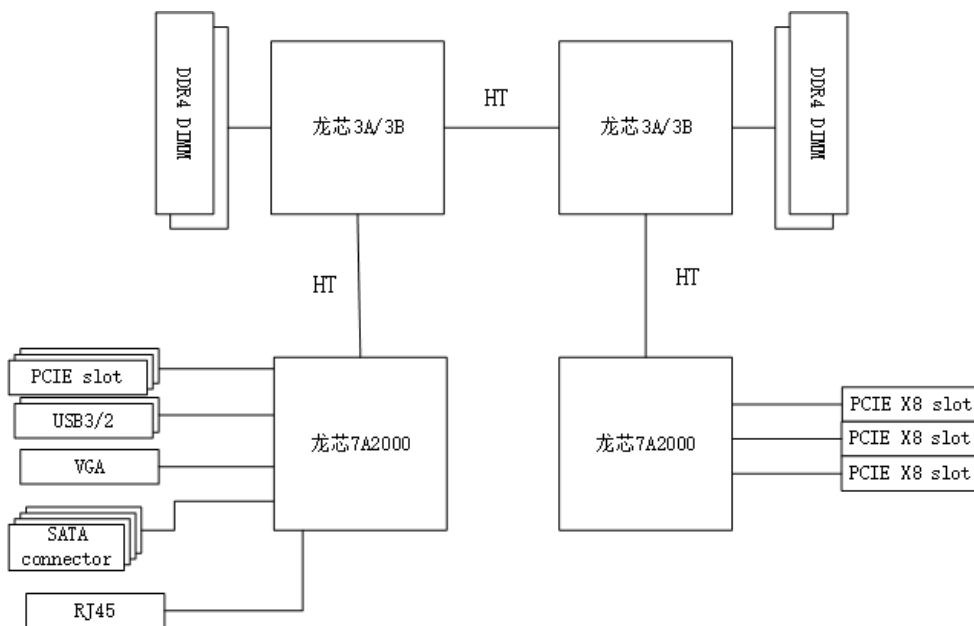 DDR4 DIMM
龙芯3A/3B
HT
龙芯3A/3B
DDR4 DIMM
HT
HT
PCIE slot
USB3/2
VGA
SATA
connector
RJ45
龙芯7A2000
龙芯7A2000
PCIE X8 slot
PCIE X8 slot
PCIE X8 slot